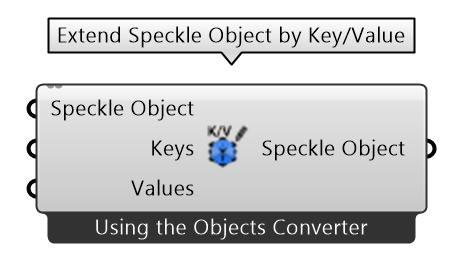 Extend Speckle Object by Key/Value
Speckle Object
Keys
Values
K/V
Speckle Object
Using the Objects Converter